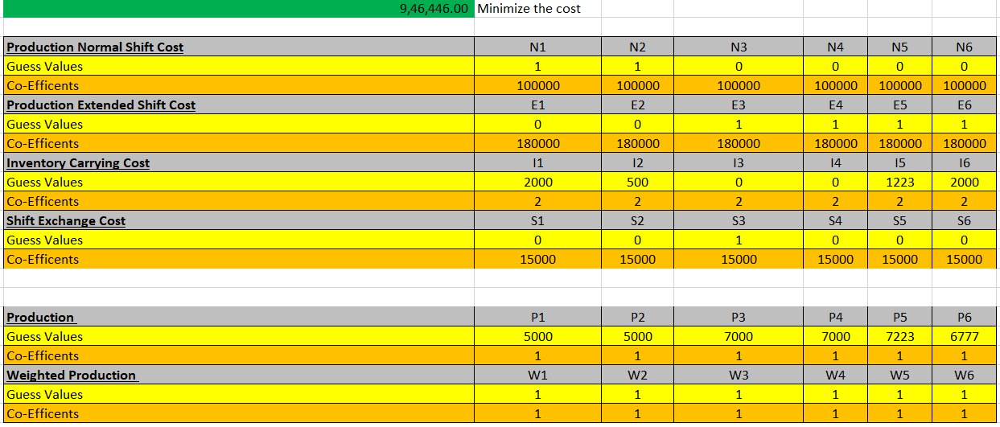 9,46,446.00 Minimize the cost
Production Normal Shift Cost N1 N2 N3 N4 N5 N6
Guess Values 1 1 0 0 0 0
Co-Efficents 100000 100000 100000 100000 100000 100000
Production Extended Shift Cost E1 E2 E3 E4 E5 E6
Guess Values 0 0 1 1 1 1
Co-Efficents 180000 180000 180000 180000 180000 180000
Inventory Carrying Cost I1 I2 I3 I4 I5 I6
Guess Values 2000 500 0 0 1223 2000
Co-Efficents 2 2 2 2 2 2
Shift Exchange Cost S1 S2 S3 S4 S5 S6
Guess Values 0 0 1 0 0 0
Co-Efficents 15000 15000 15000 15000 15000 15000
Production P1 P2 P3 P4 P5 P6
Guess Values 5000 5000 7000 7000 7223 6777
Co-Efficents 1 1 1 1 1 1
Weighted Production W1 W2 W3 W4 W5 W6
Guess Values 1 1 1 1 1 1
Co-Efficents 1 1 1 1 1 1